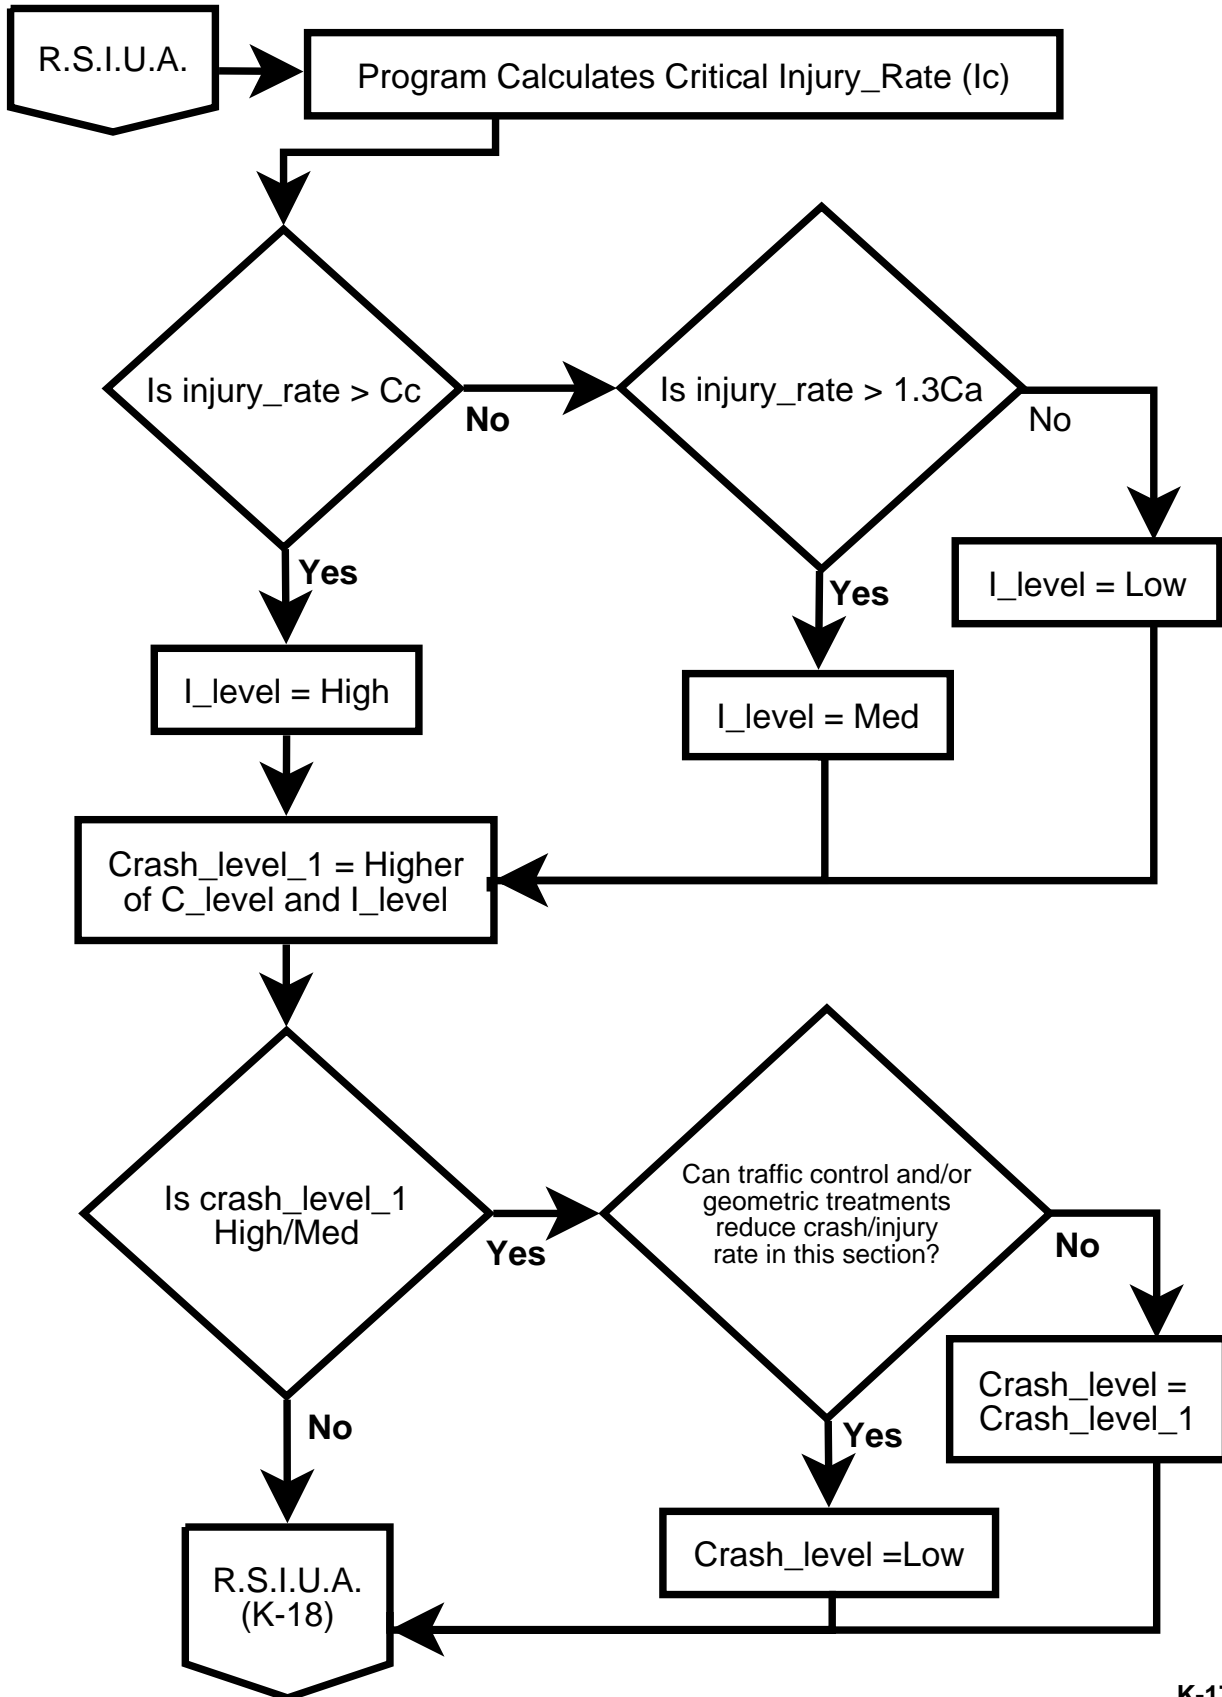 R.S.I.U.A.
Program Calculates Critical Injury_Rate (Ic)
Is injury_rate > Cc
No
Is injury_rate > 1.3Ca
No
Yes
Yes
I_level = Low
I_level = High
I_level = Med
Crash_level_1 = Higher
of C_level and I_level
Is crash_level_1
High/Med
Yes
Can traffic control and/or
geometric treatments
reduce crash/injury
rate in this section?
No
Crash_level =
Crash_level_1
No
Yes
Crash_level =Low
R.S.I.U.A.
(K-18)
K-17